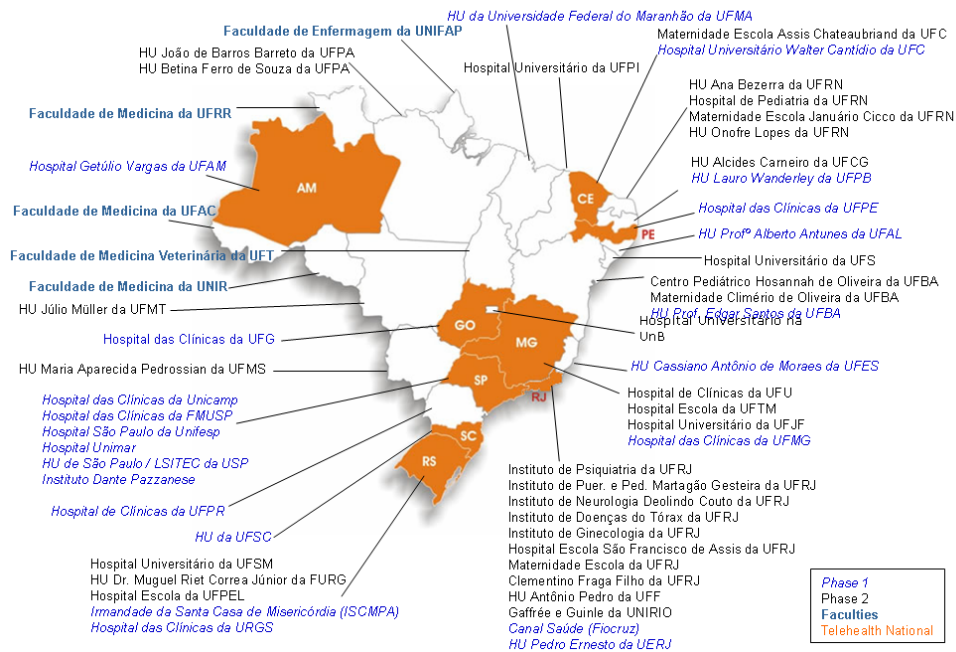 HU da Universidade Federal do Maranhão da UFMA
Faculdade de Enfermagem da UNIFAP
Maternidade Escola Assis Chateaubriand da UFC
Hospital Universitário Walter Cantídio da UFC
HU João de Barros Barreto da UFPA
HU Betina Ferro de Souza da UFPA
Hospital Universitário da UFPI
HU Ana Bezerra da UFRN
Hospital de Pediatria da UFRN
Maternidade Escola Januário Cicco da UFRN
HU Onofre Lopes da UFRN
Faculdade de Medicina da UFRR
Hospital Getúlio Vargas da UFAM
HU Alcides Carneiro da UFCG
HU Lauro Wanderley da UFPB
AM
CE
Hospital das Clínicas da UFPE
Faculdade de Medicina da UFAC
PE
HU Profº Alberto Antunes da UFAL
Faculdade de Medicina Veterinária da UFT
Hospital Universitário da UFS
Faculdade de Medicina da UNIR
Centro Pediátrico Hosannah de Oliveira da UFBA
Maternidade Climério de Oliveira da UFBA
HU Prof. Edgar Santos da UFBA
HU Júlio Müller da UFMT
Hospital Universitário na
UnB
GO
MG
Hospital das Clínicas da UFG
HU Cassiano Antônio de Moraes da UFES
HU Maria Aparecida Pedrossian da UFMS
SP
RJ
Hospital de Clínicas da UFU
Hospital Escola da UFTM
Hospital Universitário da UFJF
Hospital das Clínicas da UFMG
Hospital das Clínicas da Unicamp
Hospital das Clínicas da FMUSP
Hospital São Paulo da Unifesp
Hospital Unimar
HU de São Paulo / LSITEC da USP
Instituto Dante Pazzanese
SC
RS
Hospital de Clínicas da UFPR
HU da UFSC
Instituto de Psiquiatria da UFRJ
Instituto de Puer. e Ped. Martagão Gesteira da UFRJ
Instituto de Neurologia Deolindo Couto da UFRJ
Instituto de Doenças do Tórax da UFRJ
Instituto de Ginecologia da UFRJ
Hospital Escola São Francisco de Assis da UFRJ
Maternidade Escola da UFRJ
Clementino Fraga Filho da UFRJ
HU Antônio Pedro da UFF
Gaffrée e Guinle da UNIRIO
Canal Saúde (Fiocruz)
HU Pedro Ernesto da UERJ
Hospital Universitário da UFSM
HU Dr. Muguel Riet Correa Júnior da FURG
Hospital Escola da UFPEL
Irmandade da Santa Casa de Misericórdia (ISCMPA)
Hospital das Clínicas da URGS
Phase 1
Phase 2
Faculties
Telehealth National